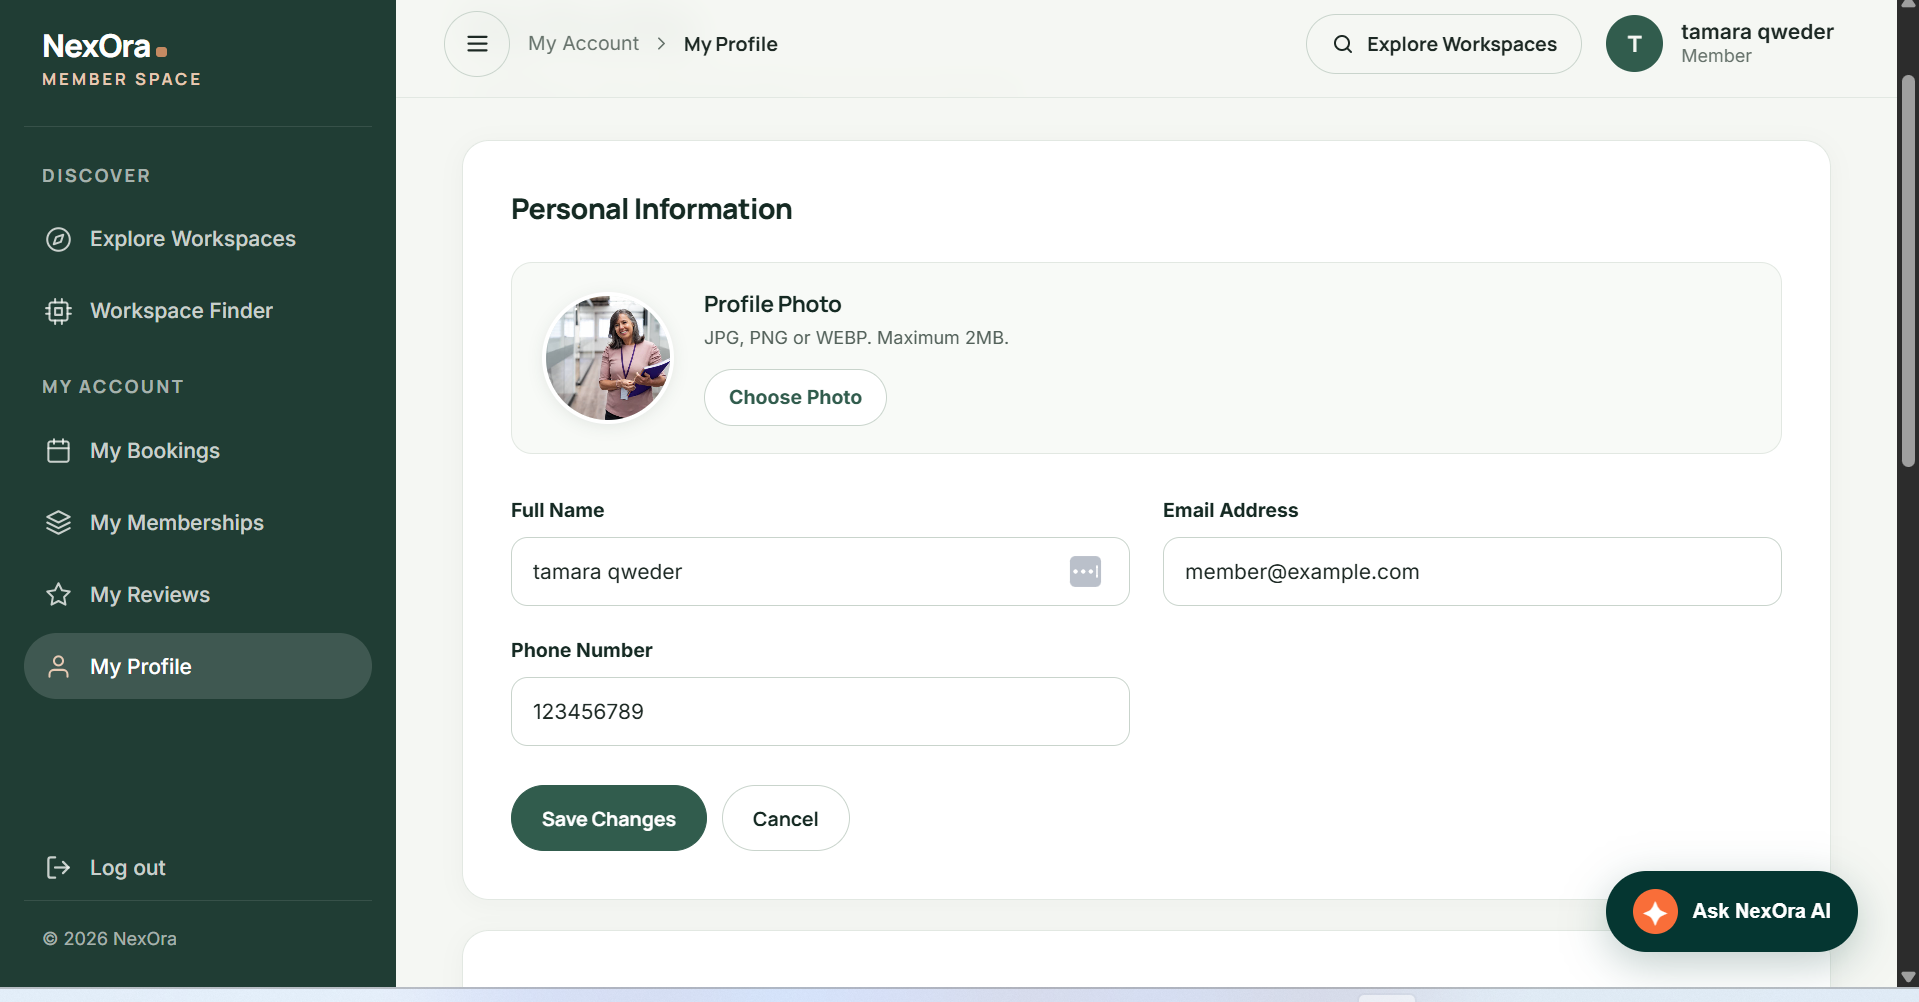 NexOra
MEMBER SPACE
DISCOVER
Explore Workspaces
Workspace Finder
MY ACCOUNT
My Bookings
My Memberships
My Reviews
My Profile
Log out
© 2026 NexOra
My Account > My Profile
Explore Workspaces
T
tamara qweder
Member
Personal Information
Profile Photo
JPG, PNG or WEBP. Maximum 2MB.
Choose Photo
Full Name
tamara qweder
Email Address
member@example.com
Phone Number
123456789
Save Changes
Cancel
Ask NexOra AI